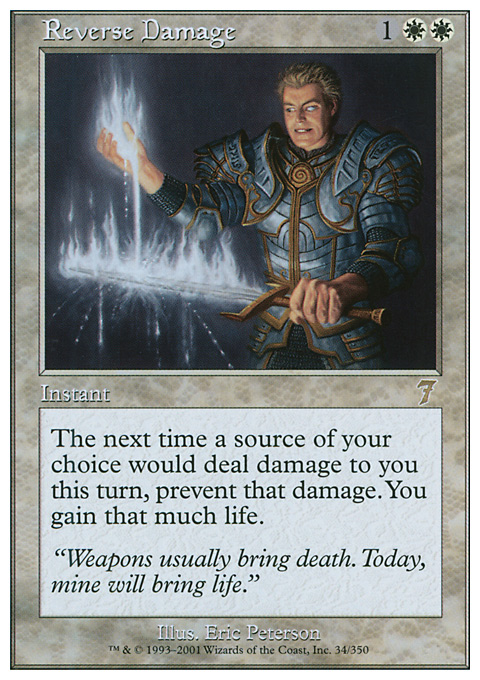 Reverse Damage 1
Instant 7
The next time a source of your
choice would deal damage to you
this turn, prevent that damage. You
gain that much life.
“Weapons usually bring death. Today,
mine will bring life.”
Illus. Eric Peterson
™ & © 1993–2001 Wizards of the Coast, Inc. 34/350